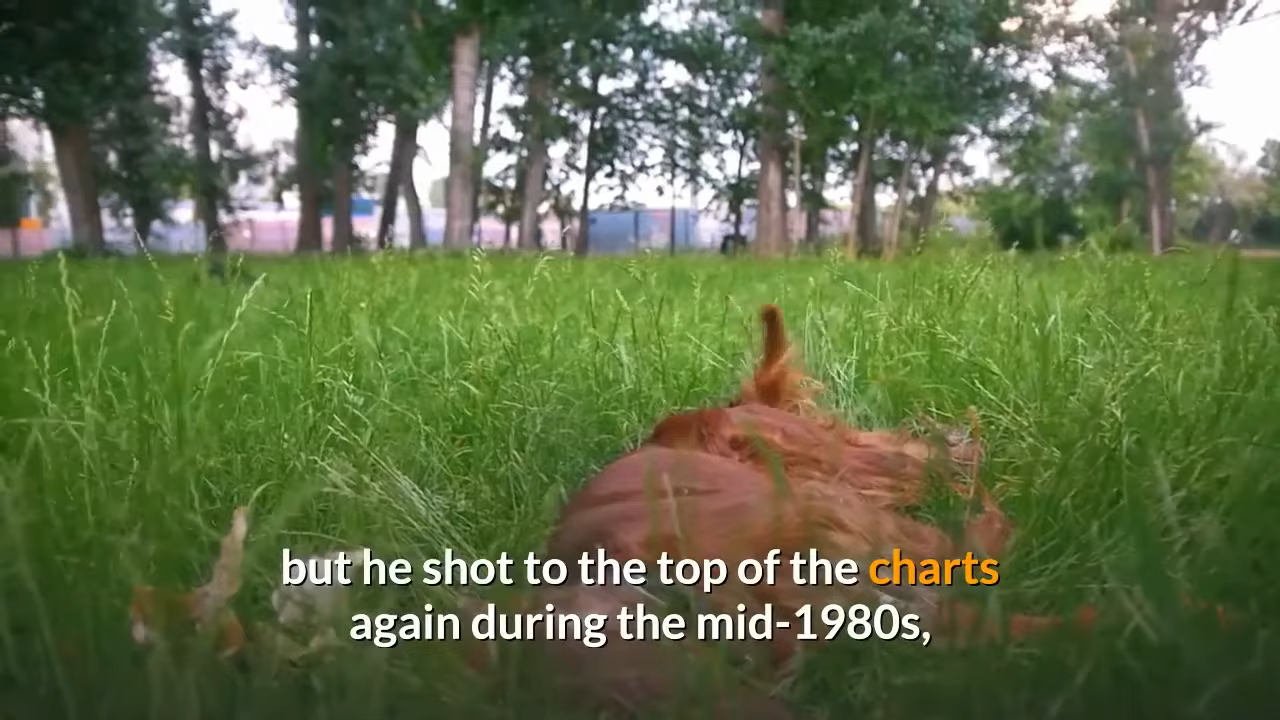 but he shot to the top of the charts
again during the mid-1980s,